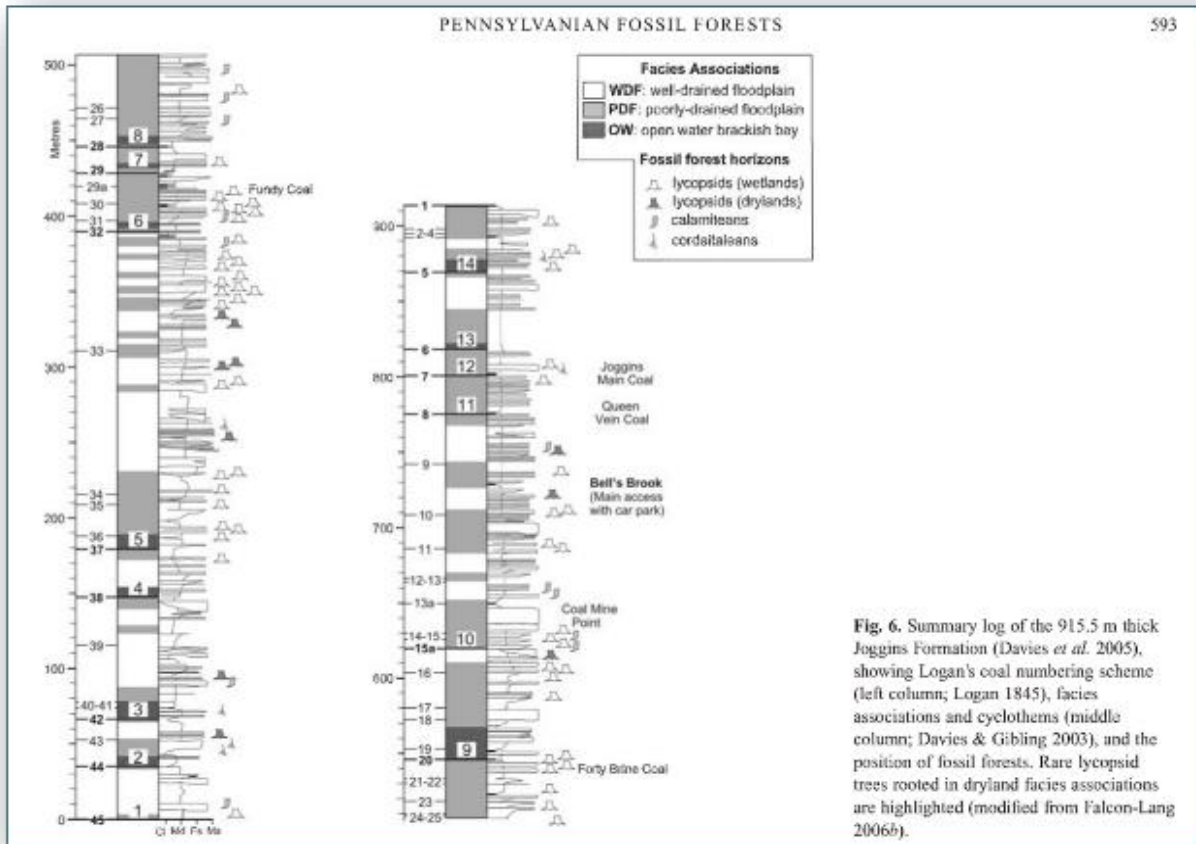 PENNSYLVANIAN FOSSIL FORESTS
593
Metres
500
400
300
200
100
0
26
27
28
29
29a
30
31
32
33
34
35
36
37
38
39
40-41
42
43
44
45
8
7
6
5
4
3
2
1
Fundy Coal
Md
Fs
Ms
Facies Associations
WDF: well-drained floodplain
PDF: poorly-drained floodplain
OW: open water brackish bay
Fossil forest horizons
lycopsids (wetlands)
lycopsids (drylands)
calamiteans
cordaitaleans
900
800
700
600
1
2-4
5
6
7
8
9
10
11
12-13
13a
14-15
15a
16
17
18
19
20
21-22
23
24-25
14
13
12
11
10
9
Joggins
Main Coal
Queen
Vein Coal
Bell's Brook
(Main access
with car park)
Coal Mine
Point
Forty Brine Coal
Fig. 6. Summary log of the 915.5 m thick
Joggins Formation (Davies et al. 2005),
showing Logan's coal numbering scheme
(left column; Logan 1845), facies
associations and cyclothems (middle
column; Davies & Gibling 2003), and the
position of fossil forests. Rare lycopsid
trees rooted in dryland facies associations
are highlighted (modified from Falcon-Lang
2006b).